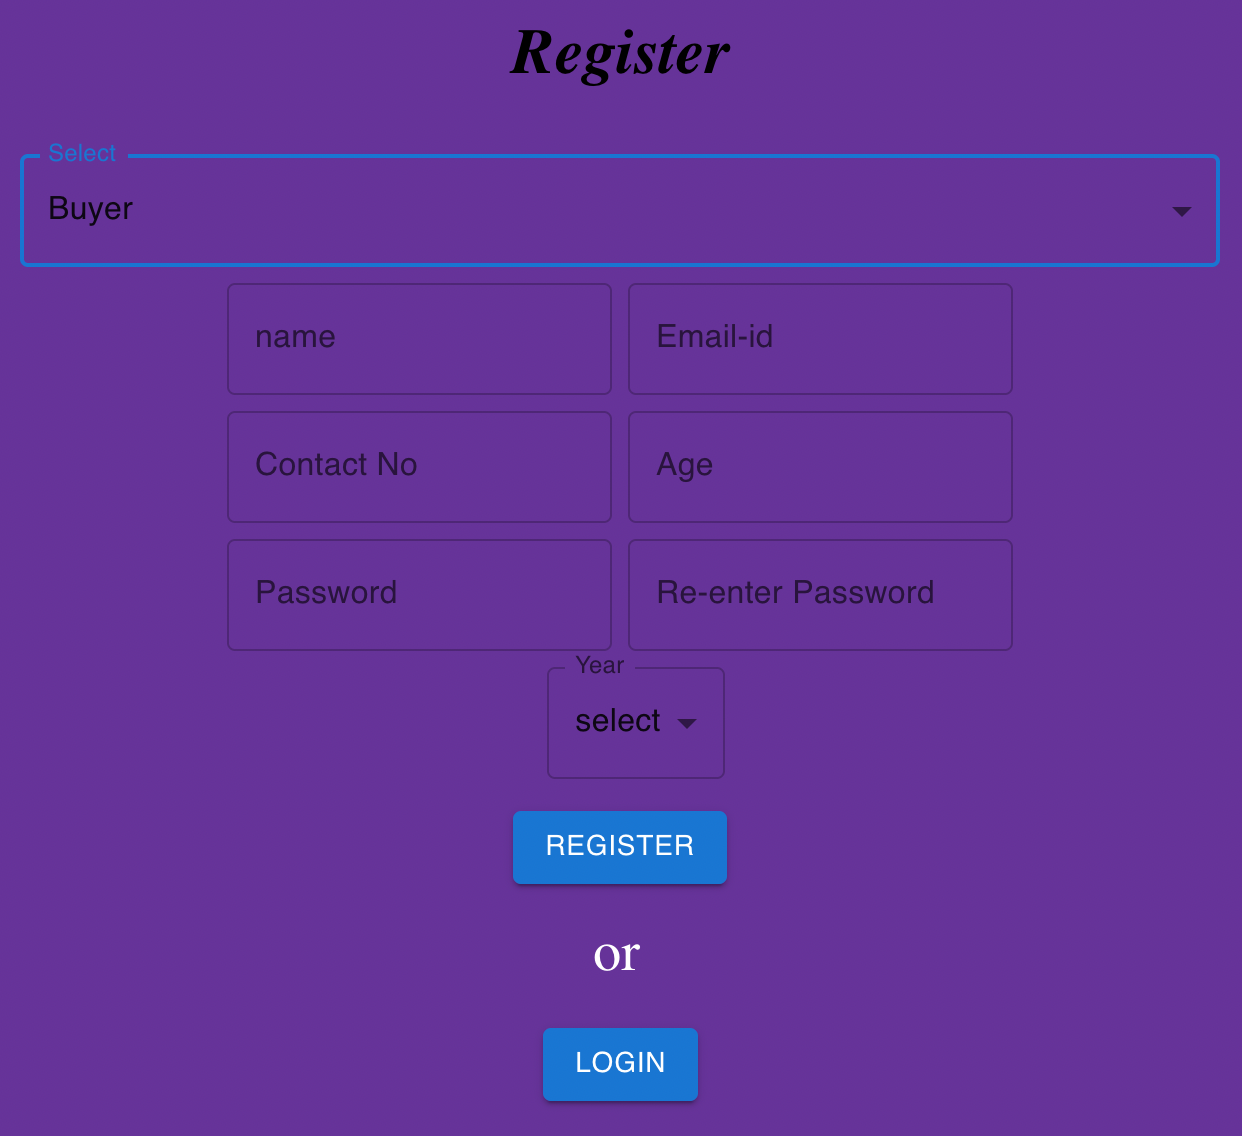 Register
Select
Buyer
name Email-id
Contact No Age
Password Re-enter Password
Year
select
REGISTER
or
LOGIN